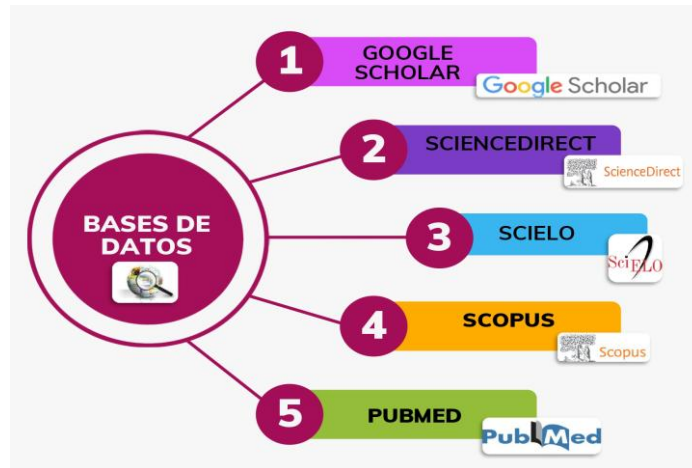 BASES DE
DATOS
1
GOOGLE
SCHOLAR
Google Scholar
2
SCIENCEDIRECT
ScienceDirect
3
SCIELO
SciELO
4
SCOPUS
Scopus
5
PUBMED
PubMed